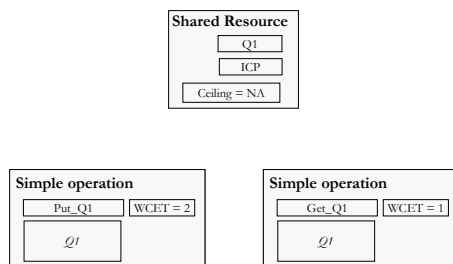 Shared Resource
Q1
ICP
Ceiling = NA
Simple operation
Put_Q1 WCET = 2
Q1
Simple operation
Get_Q1 WCET = 1
Q1